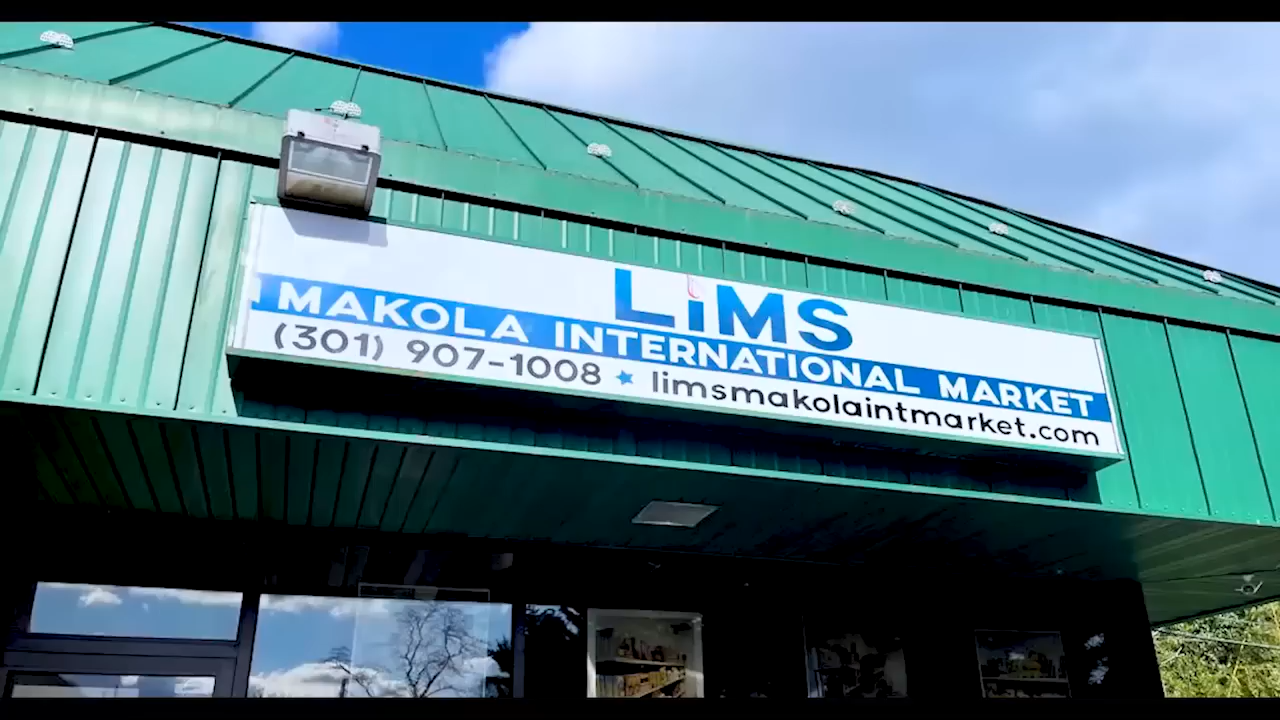 LiMS
MAKOLA INTERNATIONAL MARKET
(301) 907-1008 ★ limsmakolaintmarket.com